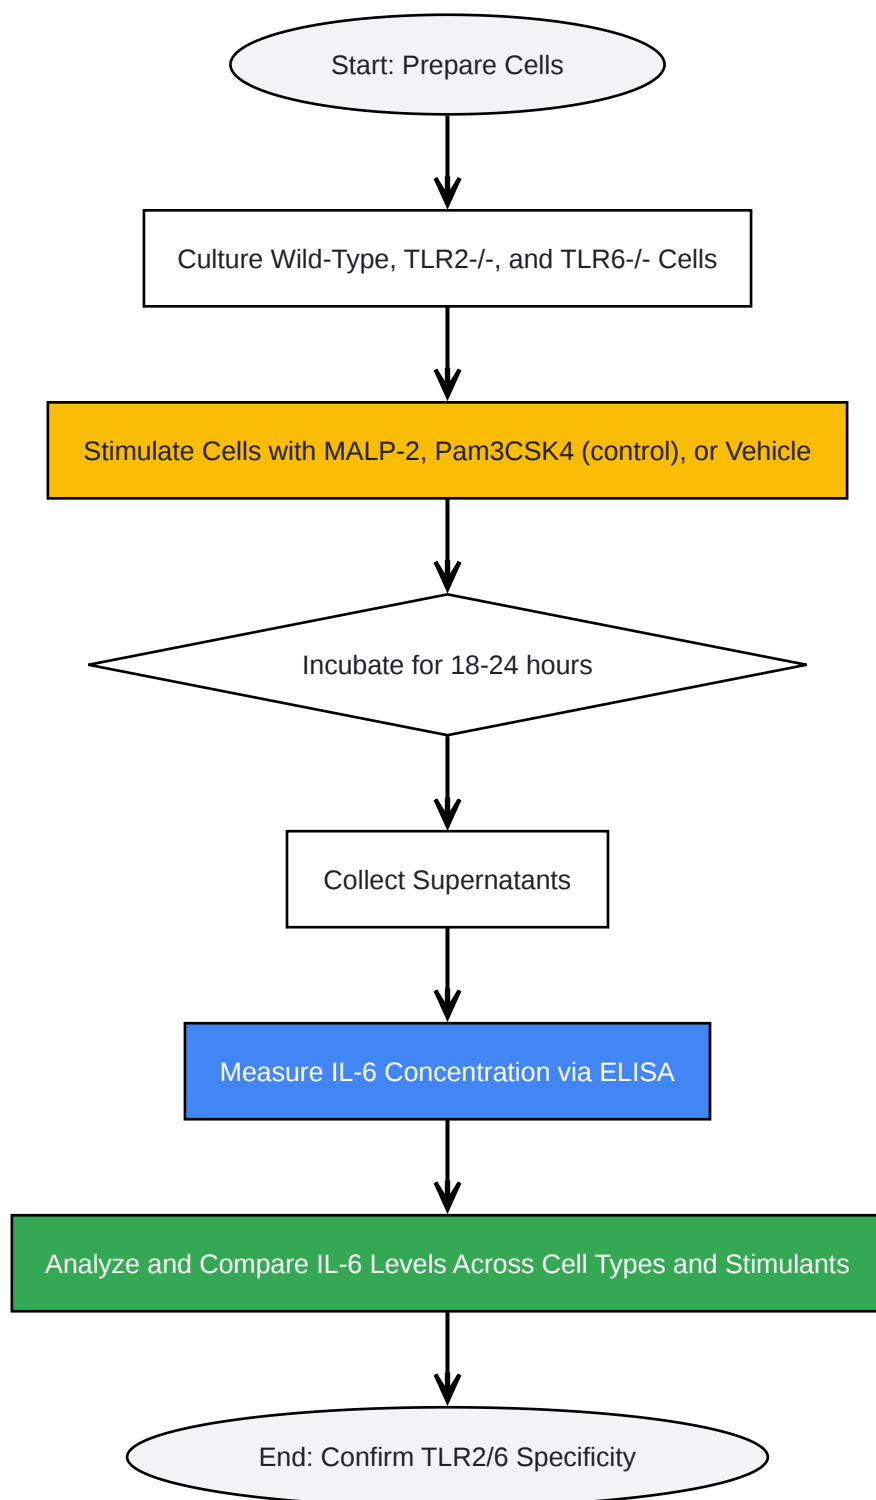 Start: Prepare Cells
Culture Wild-Type, TLR2-/-, and TLR6-/- Cells
Stimulate Cells with MALP-2, Pam3CSK4 (control), or Vehicle
Incubate for 18-24 hours
Collect Supernatants
Measure IL-6 Concentration via ELISA
Analyze and Compare IL-6 Levels Across Cell Types and Stimulants
End: Confirm TLR2/6 Specificity